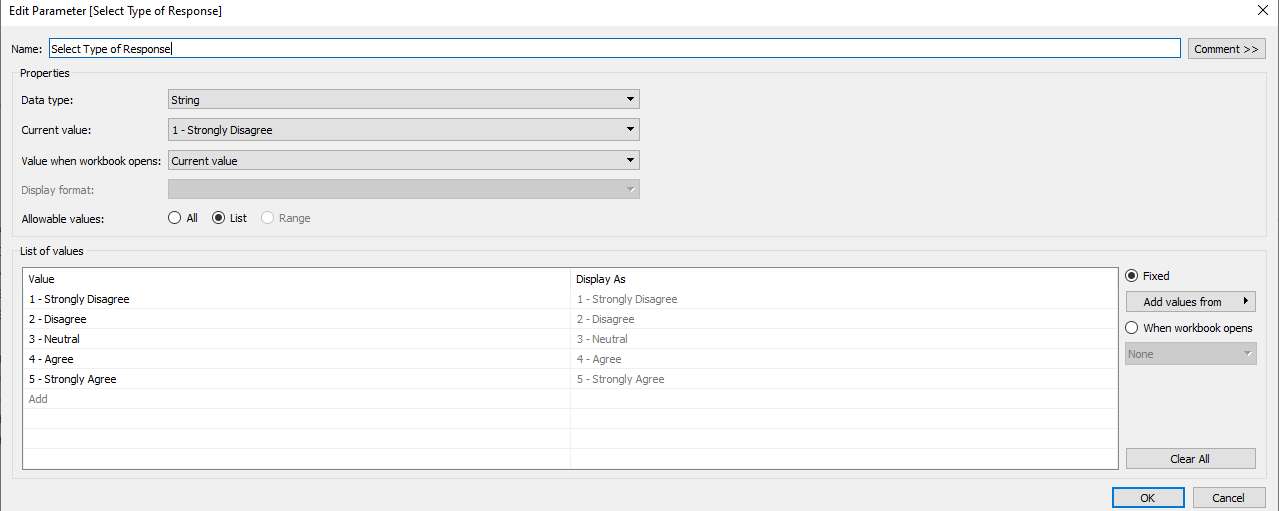 Edit Parameter [Select Type of Response]
Name: Select Type of Response Comment >>
Properties
Data type: String
Current value: 1 - Strongly Disagree
Value when workbook opens: Current value
Display format:
Allowable values: All List Range
List of values
Value Display As
1 - Strongly Disagree 1 - Strongly Disagree
2 - Disagree 2 - Disagree
3 - Neutral 3 - Neutral
4 - Agree 4 - Agree
5 - Strongly Agree 5 - Strongly Agree
Add
Fixed
Add values from
When workbook opens
None
Clear All
OK Cancel